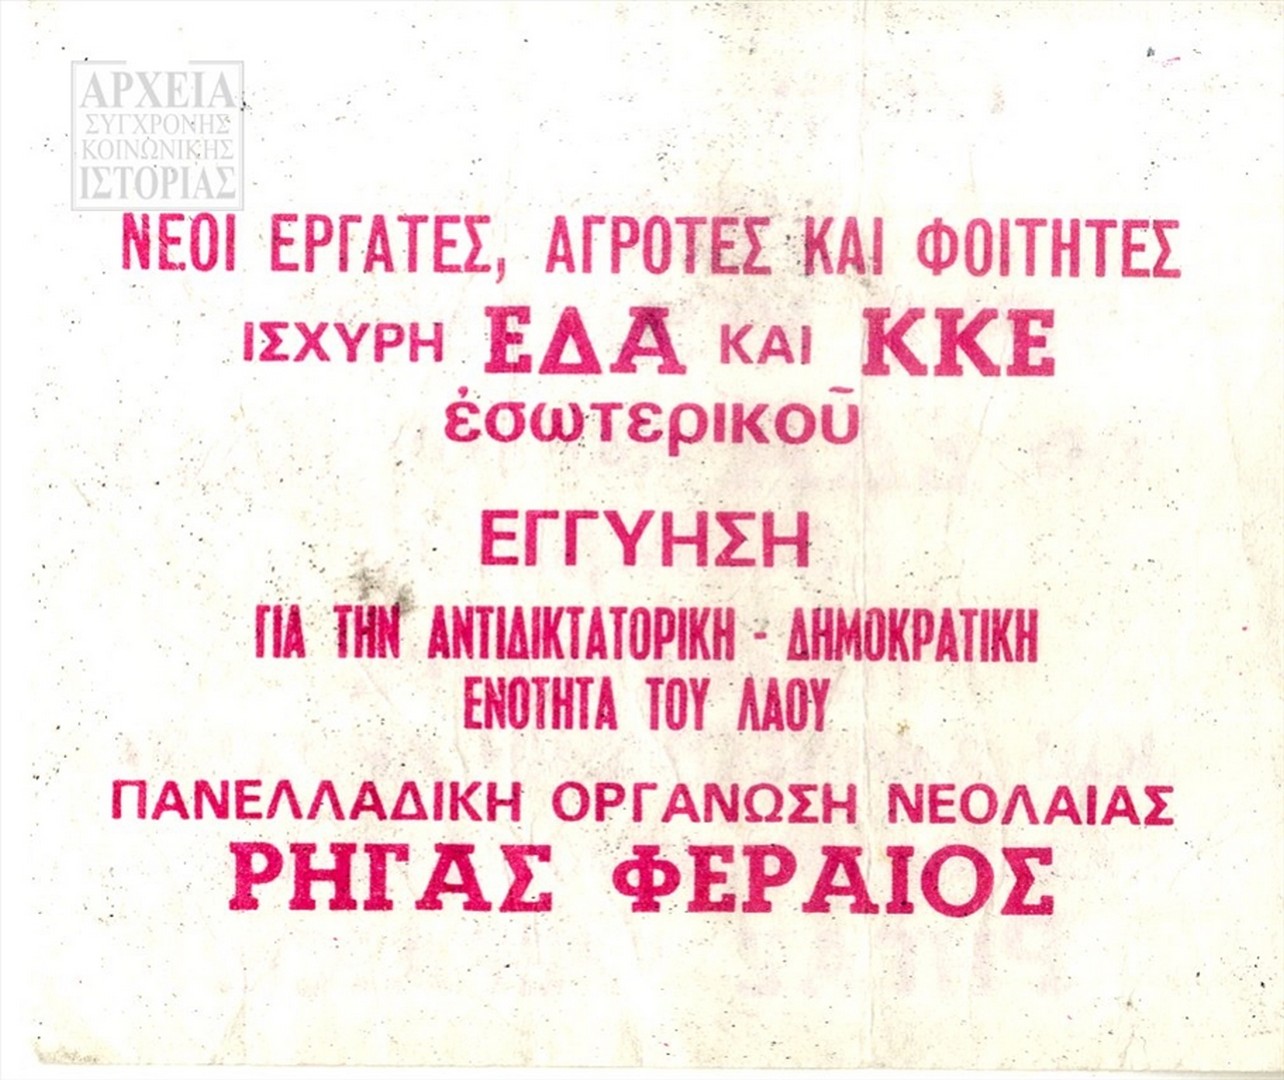 ΑΡΧΕΙΑ
ΣΥΓΧΡΟΝΗΣ
ΚΟΙΝΩΝΙΚΗΣ
ΙΣΤΟΡΙΑΣ
ΝΕΟΙ ΕΡΓΑΤΕΣ, ΑΓΡΟΤΕΣ ΚΑΙ ΦΟΙΤΗΤΕΣ
ΙΣΧΥΡΗ ΕΔΑ ΚΑΙ ΚΚΕ
ἐσωτερικοῦ
ΕΓΓΥΗΣΗ
ΓΙΑ ΤΗΝ ΑΝΤΙΔΙΚΤΑΤΟΡΙΚΗ - ΔΗΜΟΚΡΑΤΙΚΗ
ΕΝΟΤΗΤΑ ΤΟΥ ΛΑΟΥ
ΠΑΝΕΛΛΑΔΙΚΗ ΟΡΓΑΝΩΣΗ ΝΕΟΛΑΙΑΣ
ΡΗΓΑΣ ΦΕΡΑΙΟΣ